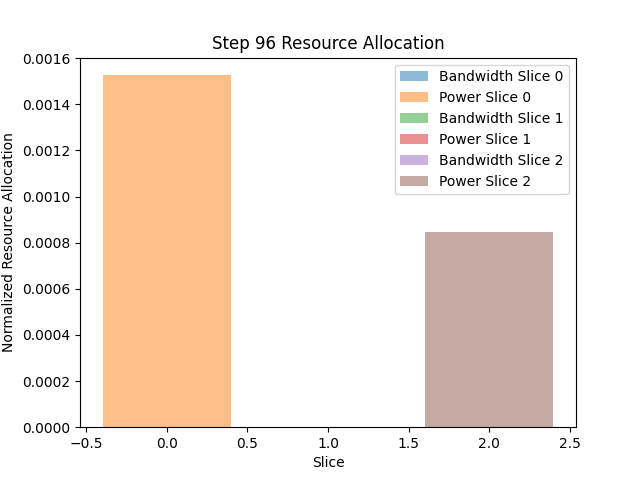 Step 96 Resource Allocation
Normalized Resource Allocation
0.0016
0.0014
0.0012
0.0010
0.0008
0.0006
0.0004
0.0002
0.0000
Bandwidth Slice 0
Power Slice 0
Bandwidth Slice 1
Power Slice 1
Bandwidth Slice 2
Power Slice 2
−0.5 0.0 0.5 1.0 1.5 2.0 2.5
Slice